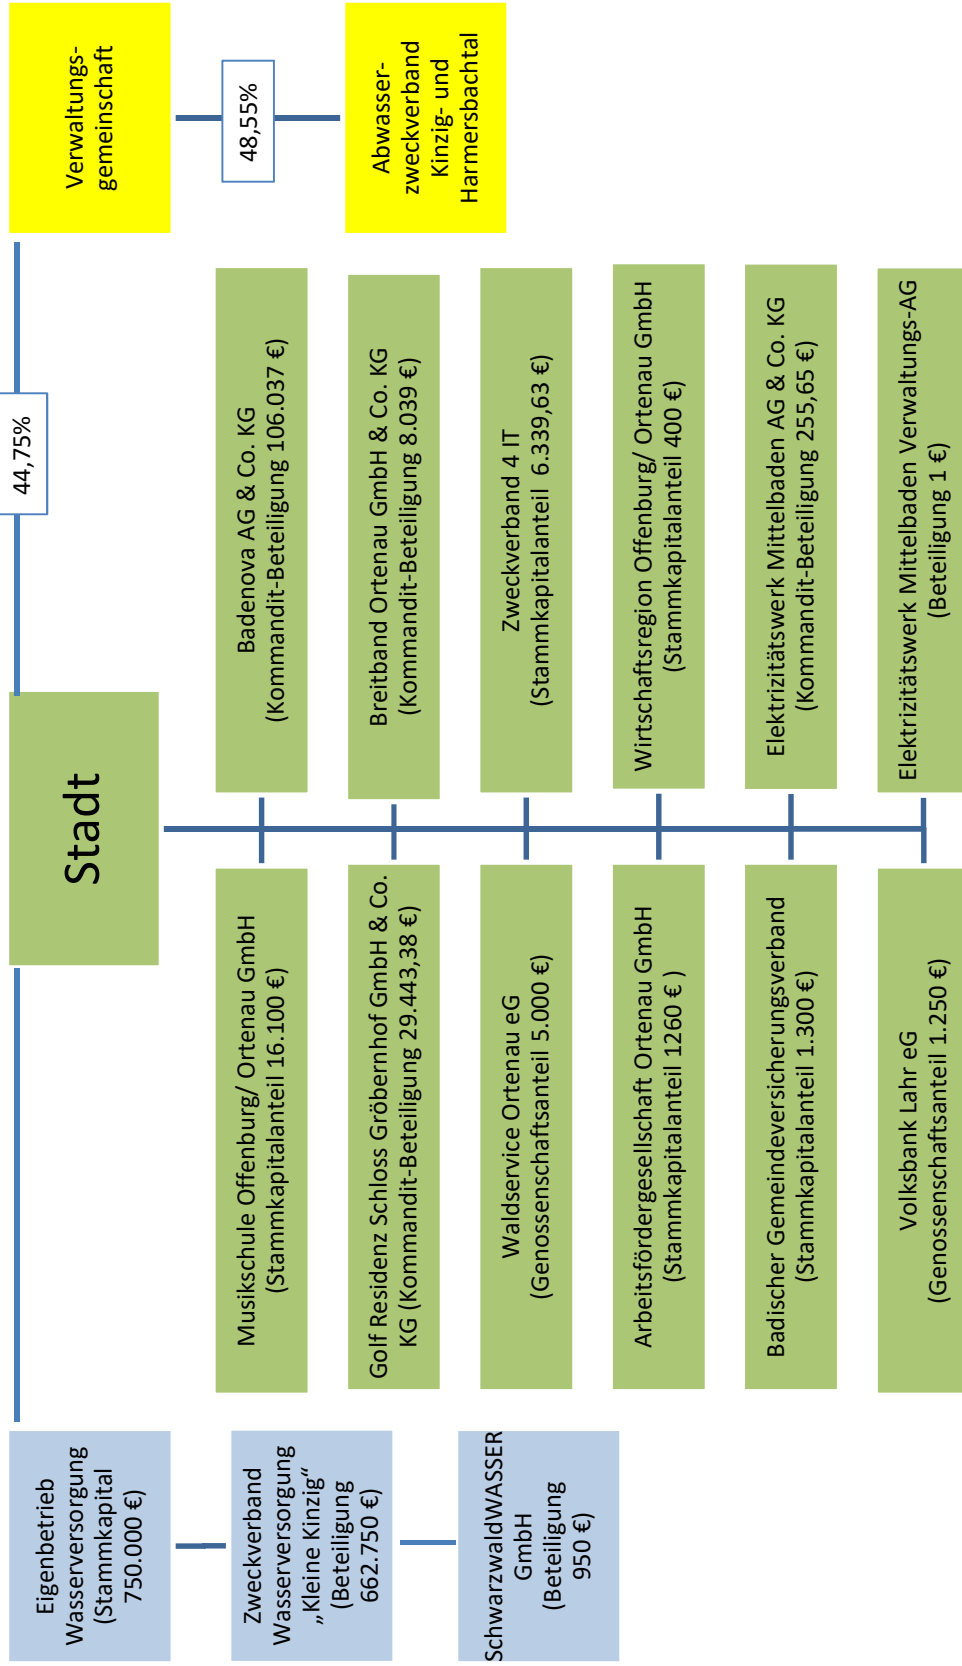 Stadt
44,75%
Eigenbetrieb
Wasserversorgung
(Stammkapital
750.000 €)
Zweckverband
Wasserversorgung
„Kleine Kinzig“
(Beteiligung
662.750 €)
SchwarzwaldWASSER
GmbH
(Beteiligung
950 €)
Musikschule Offenburg/ Ortenau GmbH
(Stammkapitalanteil 16.100 €)
Golf Residenz Schloss Gröbernhof GmbH & Co.
KG (Kommandit-Beteiligung 29.443,38 €)
Waldservice Ortenau eG
(Genossenschaftsanteil 5.000 €)
Arbeitsfördergesellschaft Ortenau GmbH
(Stammkapitalanteil 1260 € )
Badischer Gemeindeversicherungsverband
(Stammkapitalanteil 1.300 €)
Volksbank Lahr eG
(Genossenschaftsanteil 1.250 €)
Badenova AG & Co. KG
(Kommandit-Beteiligung 106.037 €)
Breitband Ortenau GmbH & Co. KG
(Kommandit-Beteiligung 8.039 €)
Zweckverband 4 IT
(Stammkapitalanteil 6.339,63 €)
Wirtschaftsregion Offenburg/ Ortenau GmbH
(Stammkapitalanteil 400 €)
Elektrizitätswerk Mittelbaden AG & Co. KG
(Kommandit-Beteiligung 255,65 €)
Elektrizitätswerk Mittelbaden Verwaltungs-AG
(Beteiligung 1 €)
Verwaltungs-
gemeinschaft
48,55%
Abwasser-
zweckverband
Kinzig- und
Harmersbachtal